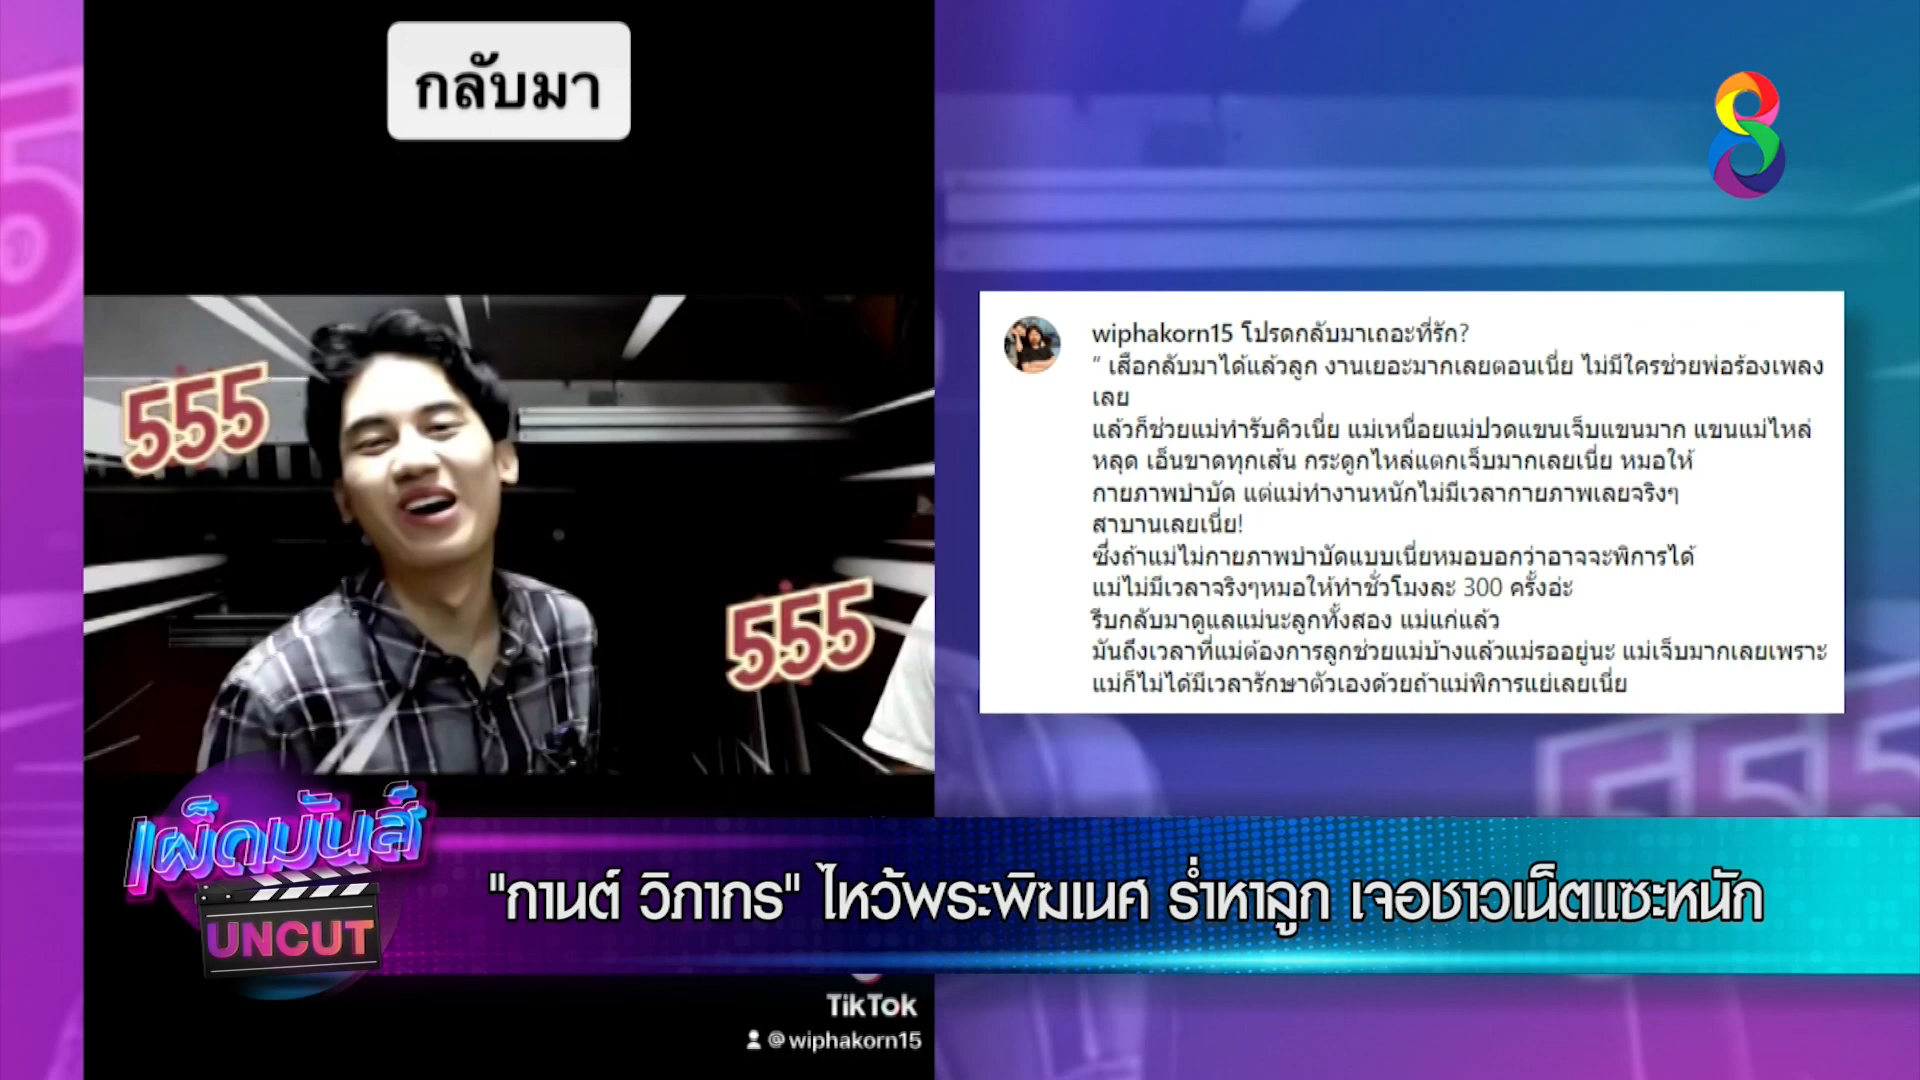 กลับมา
555
555
8
wiphakorn15 โปรดกลับมาเถอะที่รัก?
“ เสือกลับมาได้แล้วลูก งานเยอะมากเลยตอนเนี่ย ไม่มีใครช่วยพ่อร้องเพลง
เลย
แล้วก็ช่วยแม่ทำรับคิวเนี่ย แม่เหนื่อยแม่ปวดแขนเจ็บแขนมาก แขนแม่ไหล่
หลุด เอ็นขาดทุกเส้น กระดูกไหล่แตกเจ็บมากเลยเนี่ย หมอให้
กายภาพบำบัด แต่แม่ทำงานหนักไม่มีเวลากายภาพเลยจริงๆ
สาบานเลยเนี่ย!
ซึ่งถ้าแม่ไม่กายภาพบำบัดแบบเนี่ยหมอบอกว่าอาจจะพิการได้
แม่ไม่มีเวลาจริงๆหมอให้ทำชั่วโมงละ 300 ครั้งอ่ะ
รีบกลับมาดูแลแม่นะลูกทั้งสอง แม่แก่แล้ว
มันถึงเวลาที่แม่ต้องการลูกช่วยแม่บ้างแล้วแม่รออยู่นะ แม่เจ็บมากเลยเพราะ
แม่ก็ไม่ได้มีเวลารักษาตัวเองด้วยถ้าแม่พิการแย่เลยเนี่ย
เผ็ดมันส์
UNCUT
"กานต์ วิภากร" ไหว้พระพิฆเนศ ร่ำหาลูก เจอชาวเน็ตแซะหนัก
TikTok
@wiphakorn15